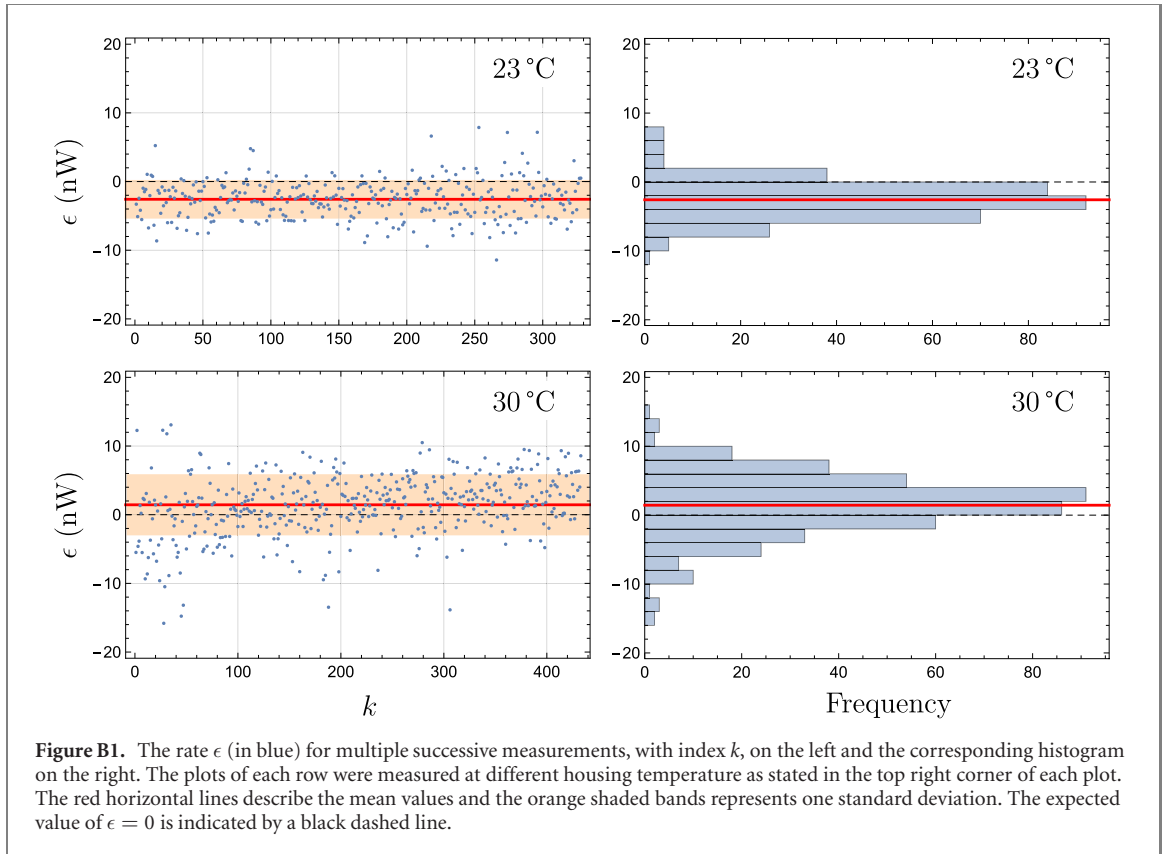 23 °C
23 °C
20
10
0
−10
−20
ϵ (nW)
0 50 100 150 200 250 300
20
10
0
−10
−20
0 20 40 60 80
30 °C
30 °C
20
10
0
−10
−20
ϵ (nW)
0 100 200 300 400
k
20
10
0
−10
−20
0 20 40 60 80
Frequency
Figure B1. The rate ϵ (in blue) for multiple successive measurements, with index k, on the left and the corresponding histogram
on the right. The plots of each row were measured at different housing temperature as stated in the top right corner of each plot.
The red horizontal lines describe the mean values and the orange shaded bands represents one standard deviation. The expected
value of ϵ = 0 is indicated by a black dashed line.